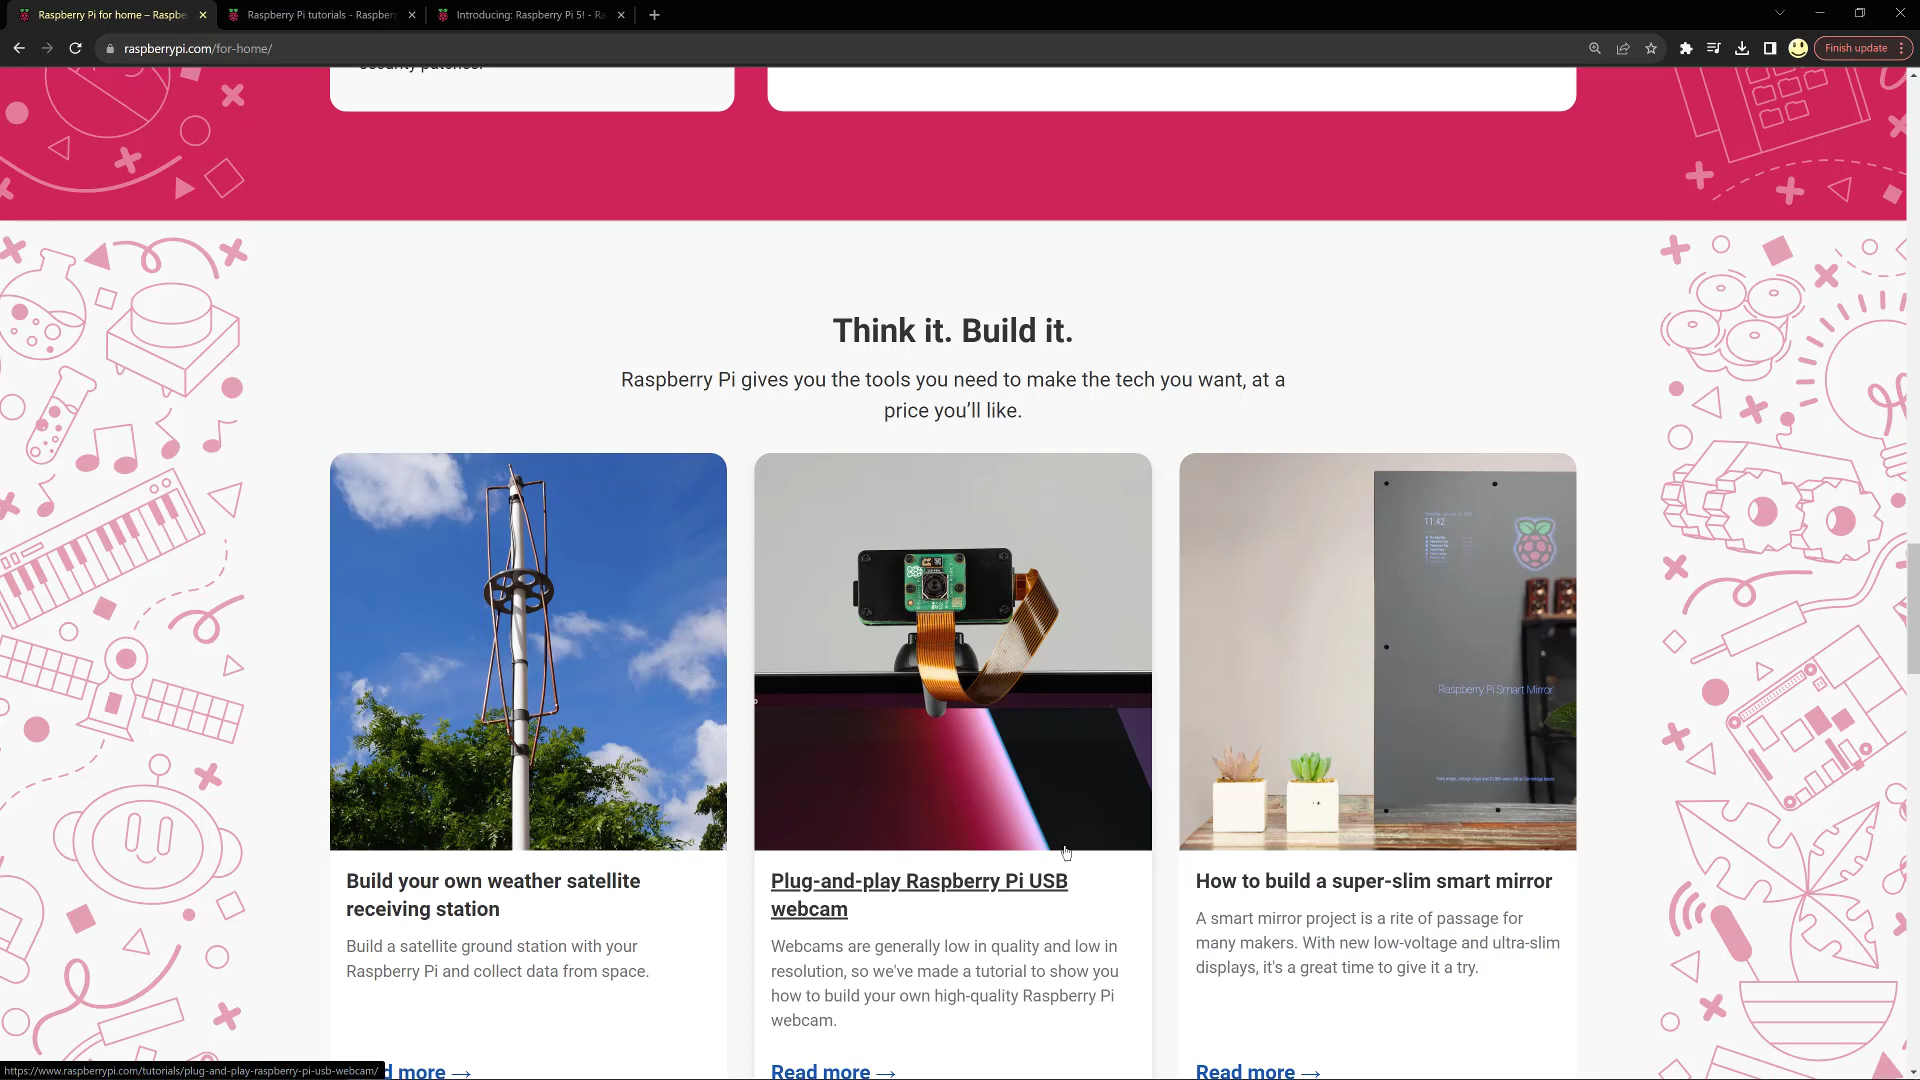 Raspberry Pi for home – Raspbe
Raspberry Pi tutorials - Raspber
Introducing: Raspberry Pi 5! - Ra
raspberrypi.com/for-home/
Finish update
security patches.
Think it. Build it.
Raspberry Pi gives you the tools you need to make the tech you want, at a
price you’ll like.
11:42
Raspberry Pi Smart Mirror
Build your own weather satellite
receiving station
Build a satellite ground station with your
Raspberry Pi and collect data from space.
d more →
Plug-and-play Raspberry Pi USB
webcam
Webcams are generally low in quality and low in
resolution, so we've made a tutorial to show you
how to build your own high-quality Raspberry Pi
webcam.
Read more →
How to build a super-slim smart mirror
A smart mirror project is a rite of passage for
many makers. With new low-voltage and ultra-slim
displays, it's a great time to give it a try.
Read more →
https://www.raspberrypi.com/tutorials/plug-and-play-raspberry-pi-usb-webcam/